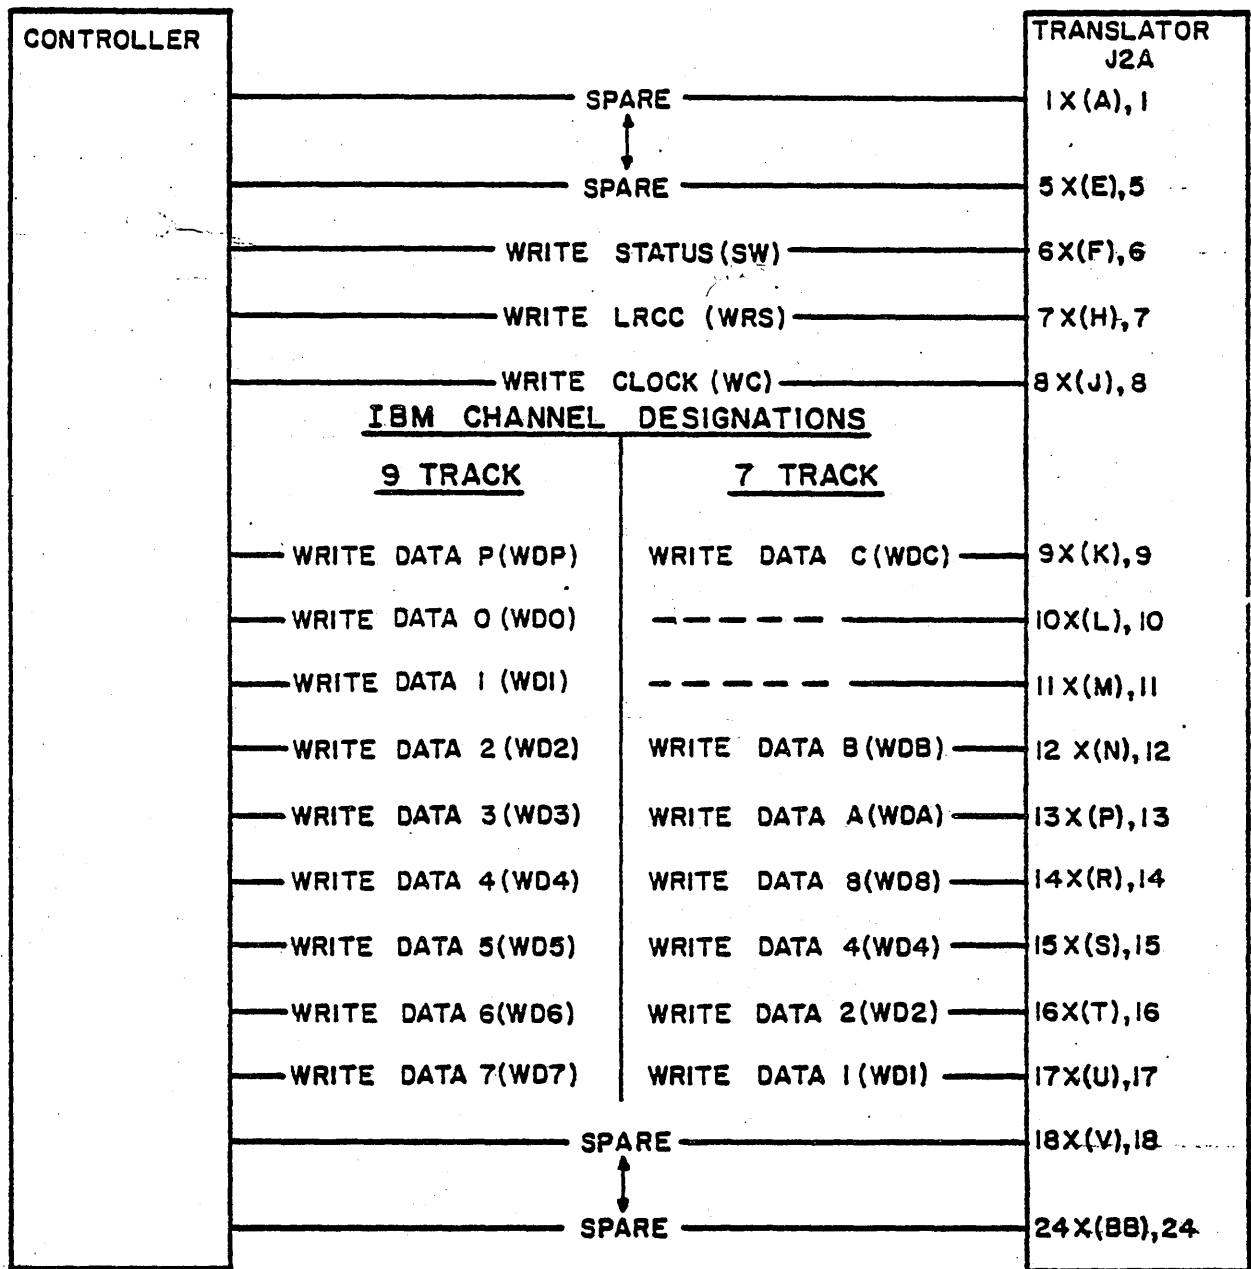 CONTROLLER
TRANSLATOR
J2A
SPARE 1X(A), 1
SPARE 5X(E), 5
WRITE STATUS (SW) 6X(F), 6
WRITE LRCC (WRS) 7X(H), 7
WRITE CLOCK (WC) 8X(J), 8
IBM CHANNEL DESIGNATIONS
9 TRACK 7 TRACK
WRITE DATA P(WDP) WRITE DATA C(WDC) 9X(K), 9
WRITE DATA 0 (WD0) 10X(L), 10
WRITE DATA 1 (WD1) 11X(M), 11
WRITE DATA 2 (WD2) WRITE DATA B(WDB) 12 X(N), 12
WRITE DATA 3 (WD3) WRITE DATA A(WDA) 13X(P), 13
WRITE DATA 4 (WD4) WRITE DATA 8(WD8) 14X(R), 14
WRITE DATA 5(WD5) WRITE DATA 4(WD4) 15X(S), 15
WRITE DATA 6(WD6) WRITE DATA 2(WD2) 16X(T), 16
WRITE DATA 7(WD7) WRITE DATA 1(WD1) 17X(U), 17
SPARE 18X(V), 18
SPARE 24X(BB), 24